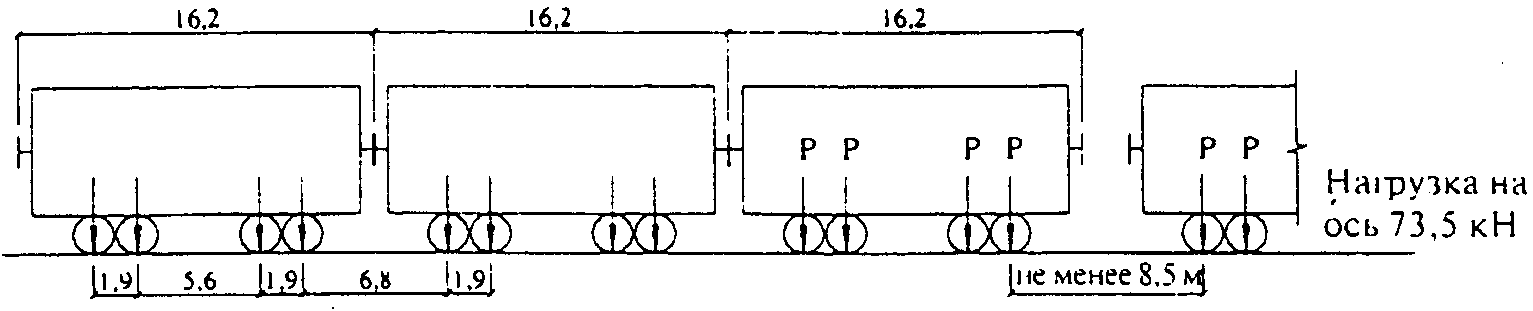 16,2 16,2 16,2
P P P P P P
Нагрузка на
ось 73,5 кН
1,9 5,6 1,9 6,8 1,9 не менее 8,5 м